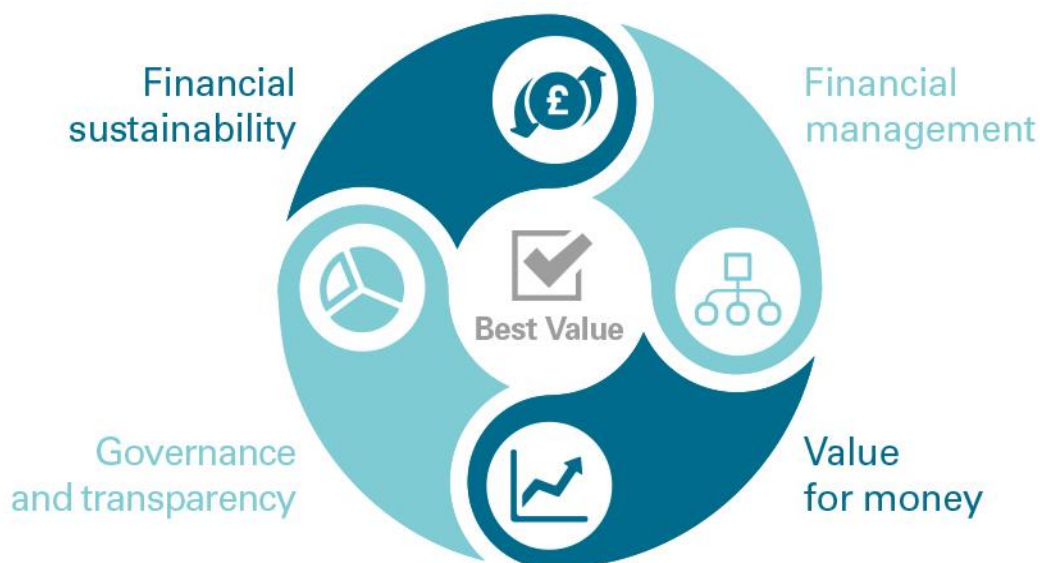 Financial
sustainability
Financial
management
£
Best Value
Governance
and transparency
Value
for money